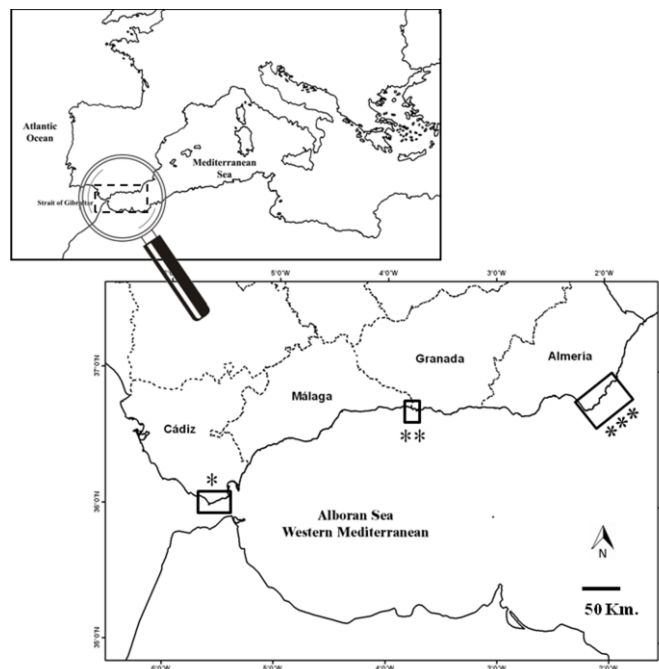 Atlantic
Ocean
Mediterranean
Sea
Strait of Gibraltar
5°0'W
4°0'W
3°0'W
2°0'W
37°0'N
Granada
Almería
Málaga
Cádiz
**
***
*
36°0'N
Alboran Sea
Western Mediterranean
N
50 Km.
35°0'N
6°0'W
5°0'W
4°0'W
3°0'W
2°0'W